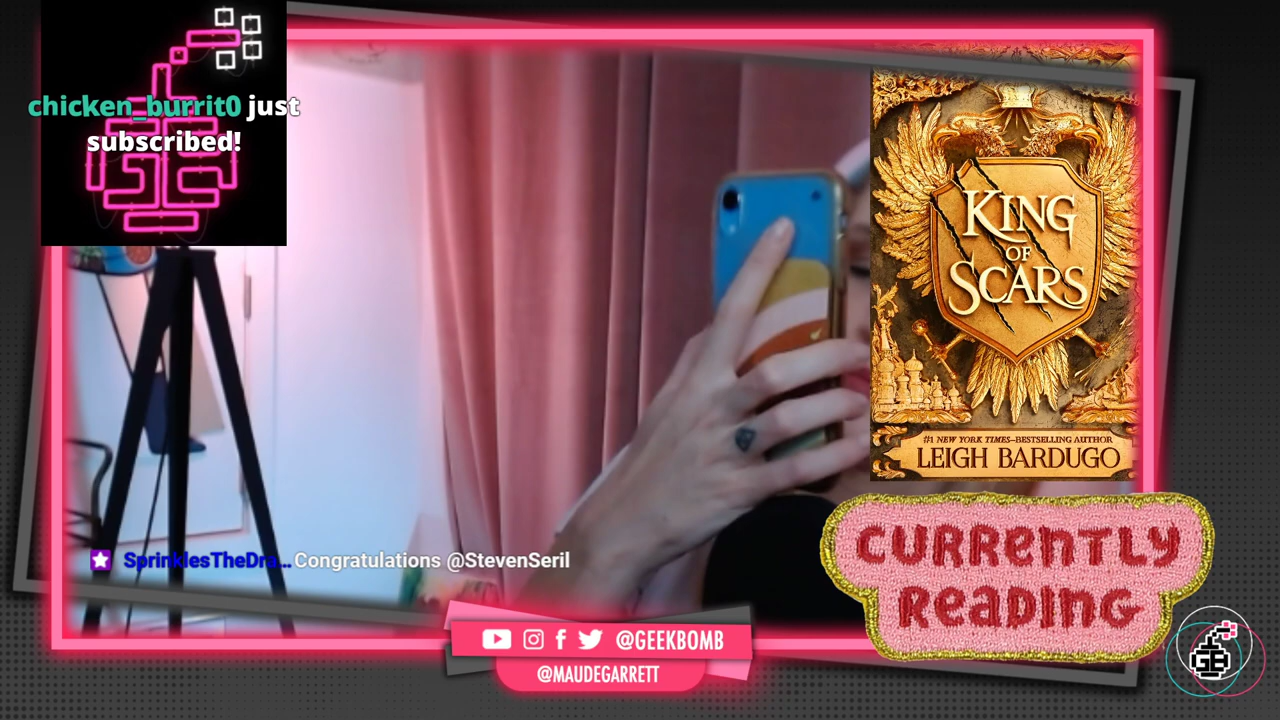 chicken_burrit0 just
subscribed!
KING
OF
SCARS
#1 NEW YORK TIMES–BESTSELLING AUTHOR
LEIGH BARDUGO
SprinklesTheDra... Congratulations @StevenSeril
CURRENTLY
READING
@GEEKBOMB
@MAUDEGARRETT
GB